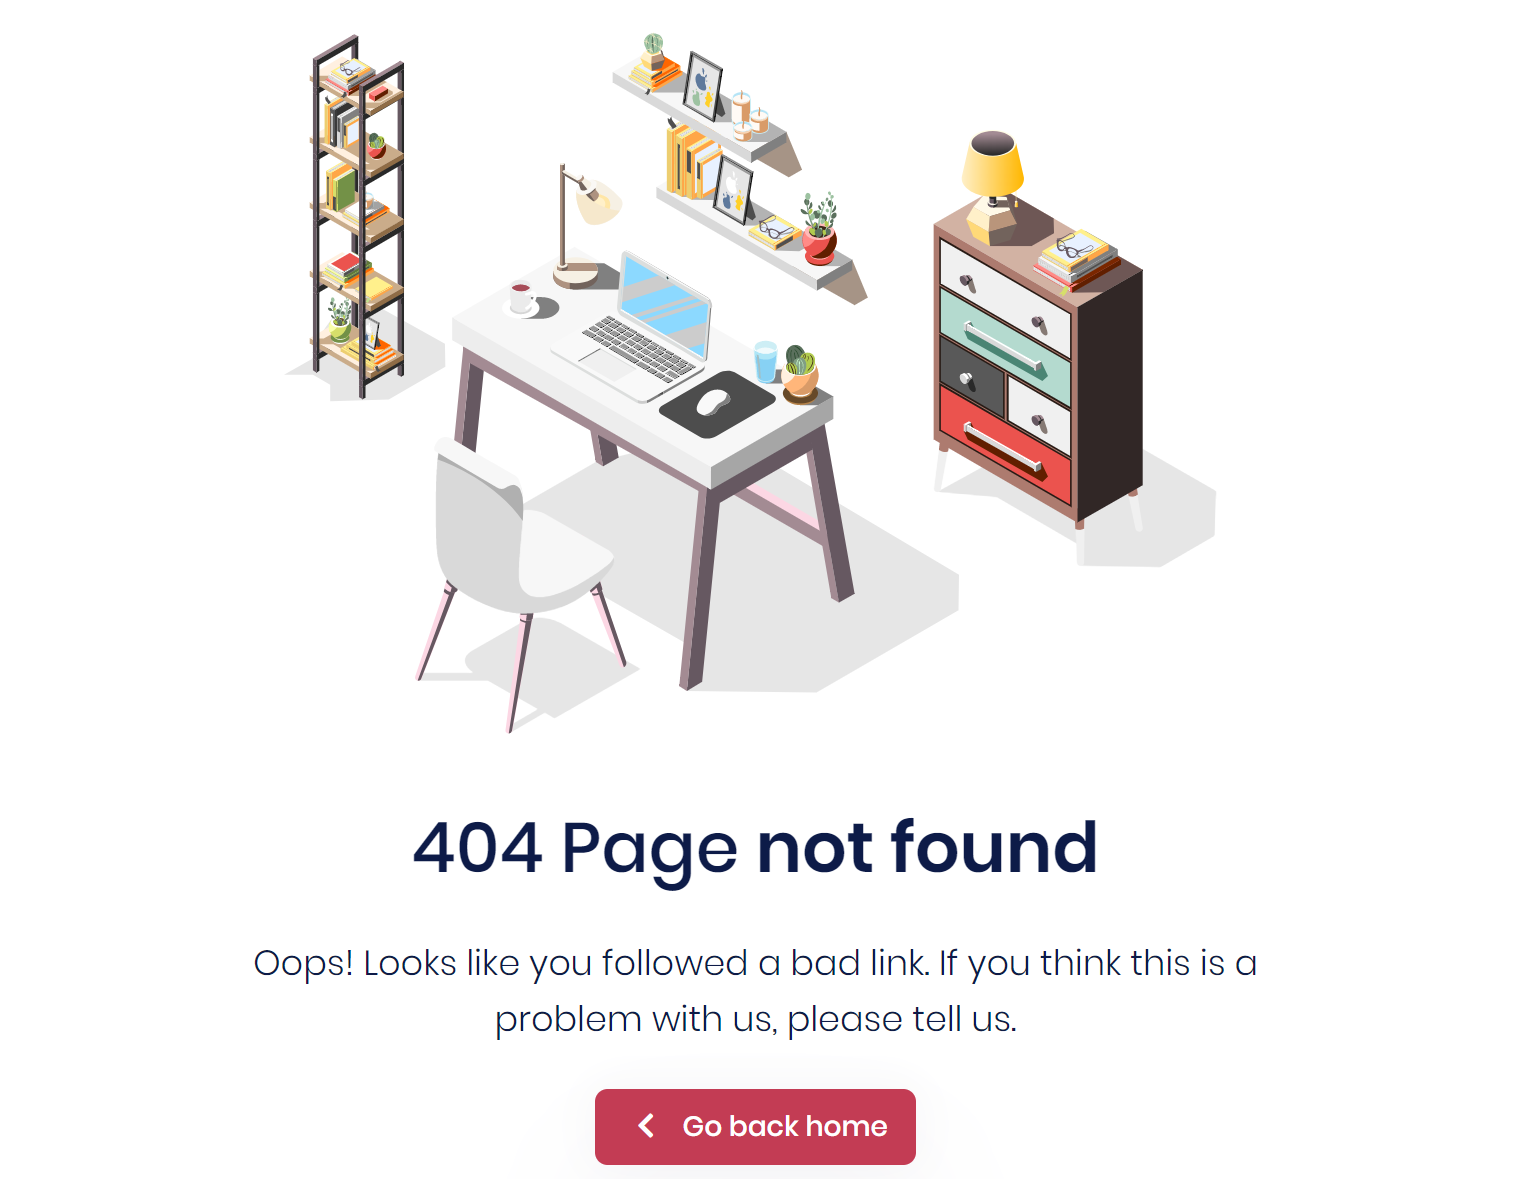 404 Page not found
Oops! Looks like you followed a bad link. If you think this is a
problem with us, please tell us.
Go back home